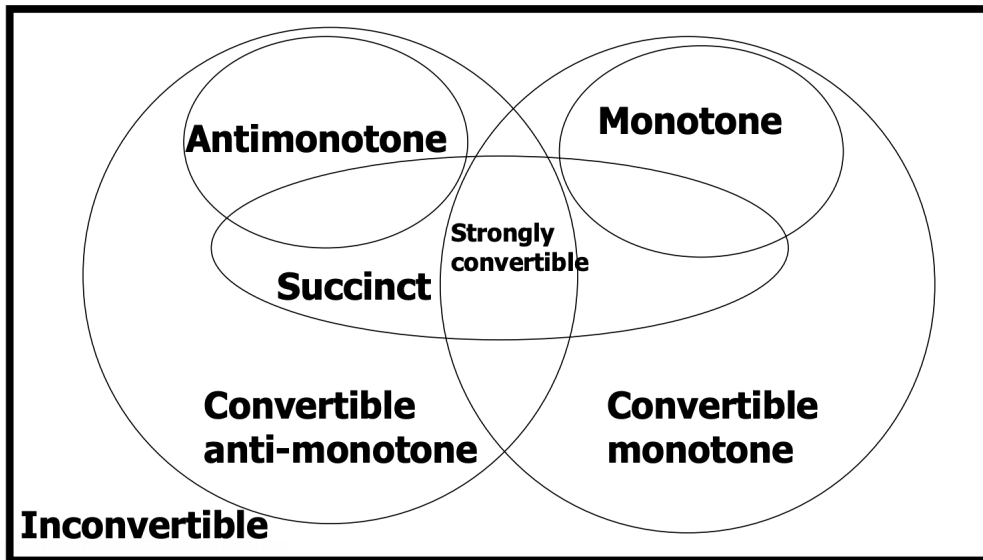 Antimonotone
Monotone
Strongly
convertible
Succinct
Convertible
anti-monotone
Convertible
monotone
Inconvertible